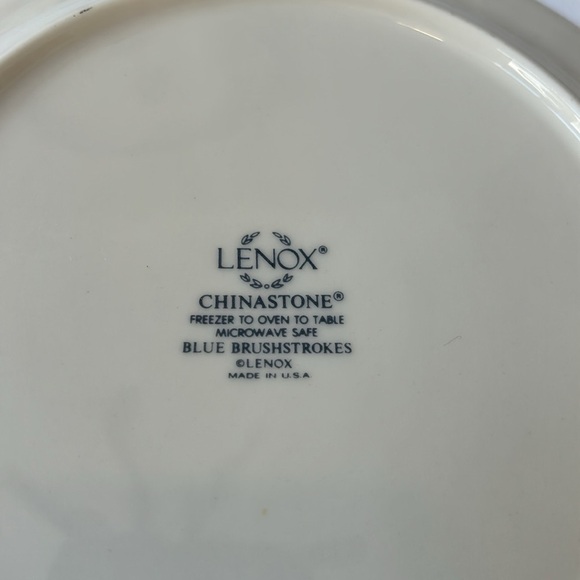 LENOX®
CHINASTONE®
FREEZER TO OVEN TO TABLE
MICROWAVE SAFE
BLUE BRUSHSTROKES
©LENOX
MADE IN U.S.A.